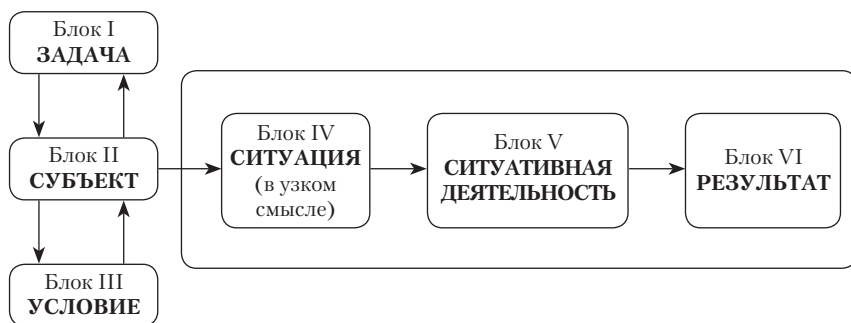 Блок I
ЗАДАЧА
Блок II
СУБЪЕКТ
Блок III
УСЛОВИЕ
Блок IV
СИТУАЦИЯ
(в узком
смысле)
Блок V
СИТУАТИВНАЯ
ДЕЯТЕЛЬНОСТЬ
Блок VI
РЕЗУЛЬТАТ